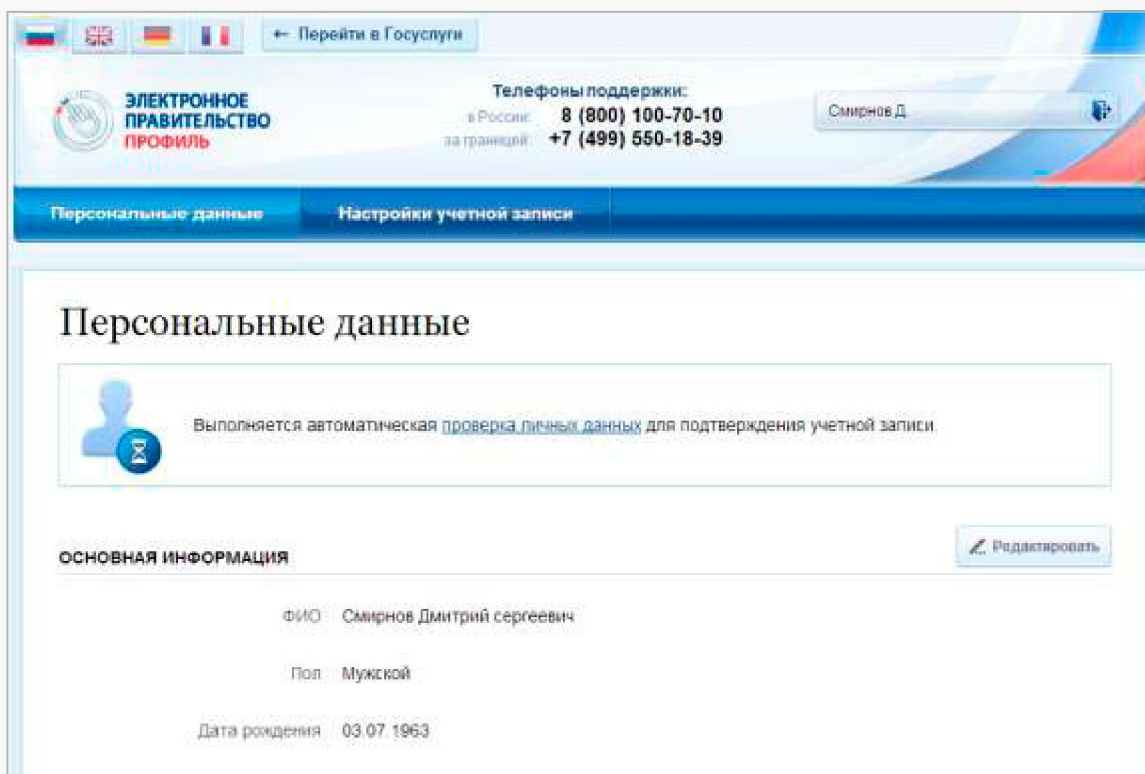 ← Перейти в Госуслуги
ЭЛЕКТРОННОЕ
ПРАВИТЕЛЬСТВО
ПРОФИЛЬ
Телефоны поддержки:
в России: 8 (800) 100-70-10
за границей: +7 (499) 550-18-39
Смирнов Д.
Персональные данные Настройки учетной записи
Персональные данные
Выполняется автоматическая проверка личных данных для подтверждения учетной записи
ОСНОВНАЯ ИНФОРМАЦИЯ
Редактировать
ФИО Смирнов Дмитрий сергеевич
Пол Мужской
Дата рождения 03.07.1963